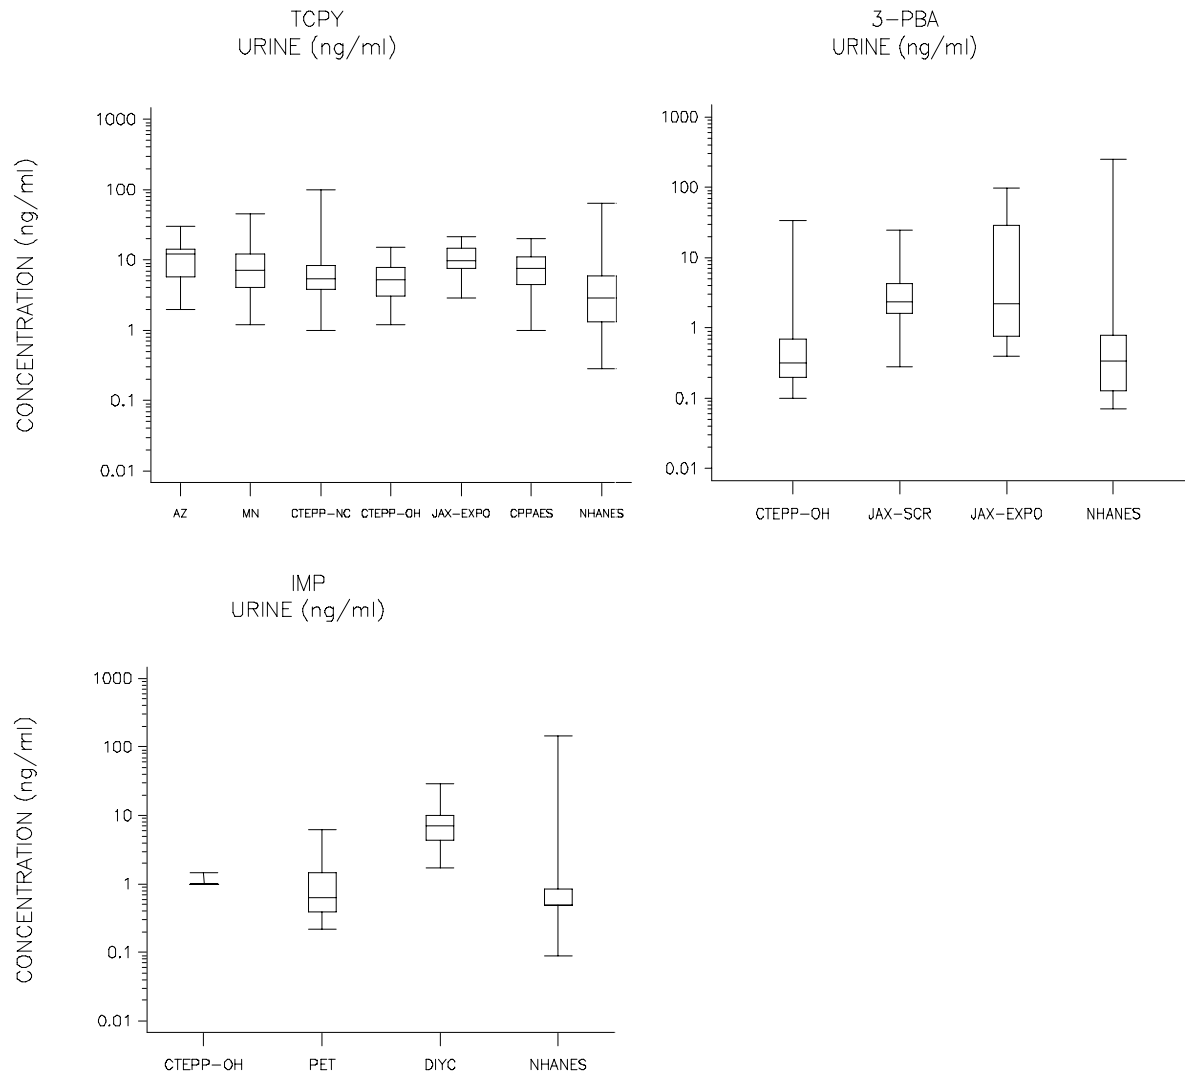 TCPY
URINE (ng/ml)
CONCENTRATION (ng/ml)
1000
100
10
1
0.1
0.01
AZ MN CTEPP-NC CTEPP-OH JAX-EXPO CPPAES NHANES
3-PBA
URINE (ng/ml)
1000
100
10
1
0.1
0.01
CTEPP-OH JAX-SCR JAX-EXPO NHANES
IMP
URINE (ng/ml)
CONCENTRATION (ng/ml)
1000
100
10
1
0.1
0.01
CTEPP-OH PET DIYC NHANES